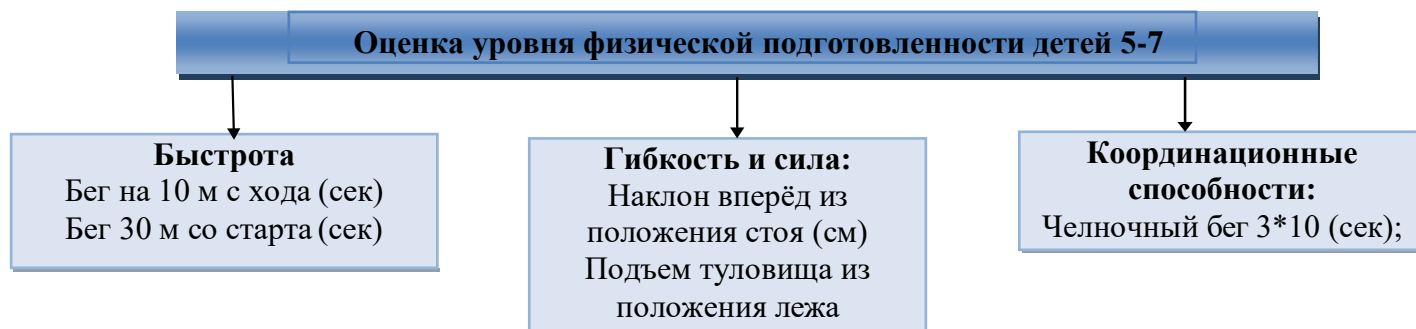 Оценка уровня физической подготовленности детей 5-7
Быстрота
Бег на 10 м с хода (сек)
Бег 30 м со старта (сек)
Гибкость и сила:
Наклон вперёд из
положения стоя (см)
Подъем туловища из
положения лежа
Координационные
способности:
Челночный бег 3*10 (сек);